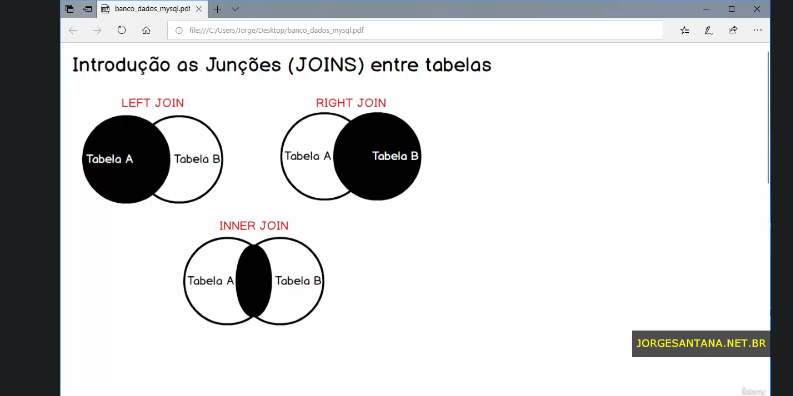 banco_dados_mysql.pdf
file:///C:/Users/Jorge/Desktop/banco_dados_mysql.pdf
Introdução as Junções (JOINS) entre tabelas
LEFT JOIN
RIGHT JOIN
Tabela A
Tabela B
Tabela A
Tabela B
INNER JOIN
Tabela A
Tabela B
JORGESANTANA.NET.BR
Udemy